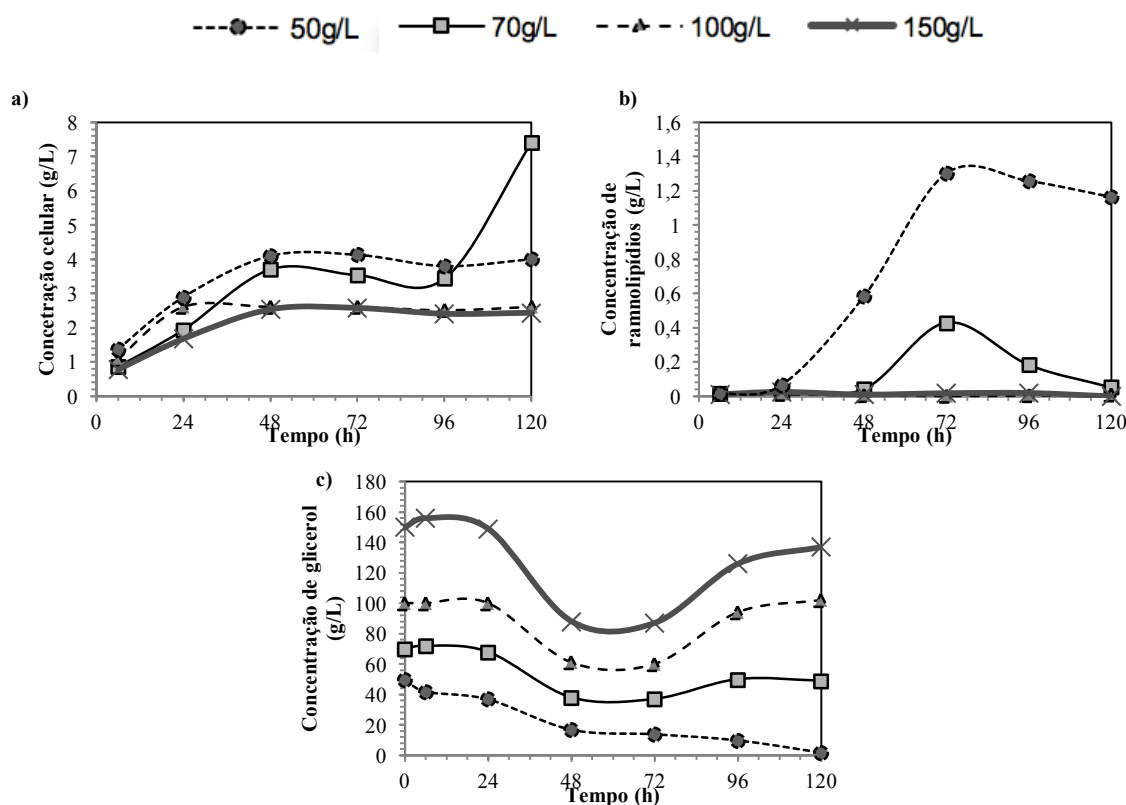 50g/L 70g/L 100g/L 150g/L
a)
Concetração celular (g/L)
8
7
6
5
4
3
2
1
0
0 24 48 72 96 120
Tempo (h)
b)
Concentração de
ramnolipídios (g/L)
1,6
1,4
1,2
1
0,8
0,6
0,4
0,2
0
0 24 48 72 96 120
Tempo (h)
c)
Concentração de glicerol
(g/L)
180
160
140
120
100
80
60
40
20
0
0 24 48 72 96 120
Tempo (h)